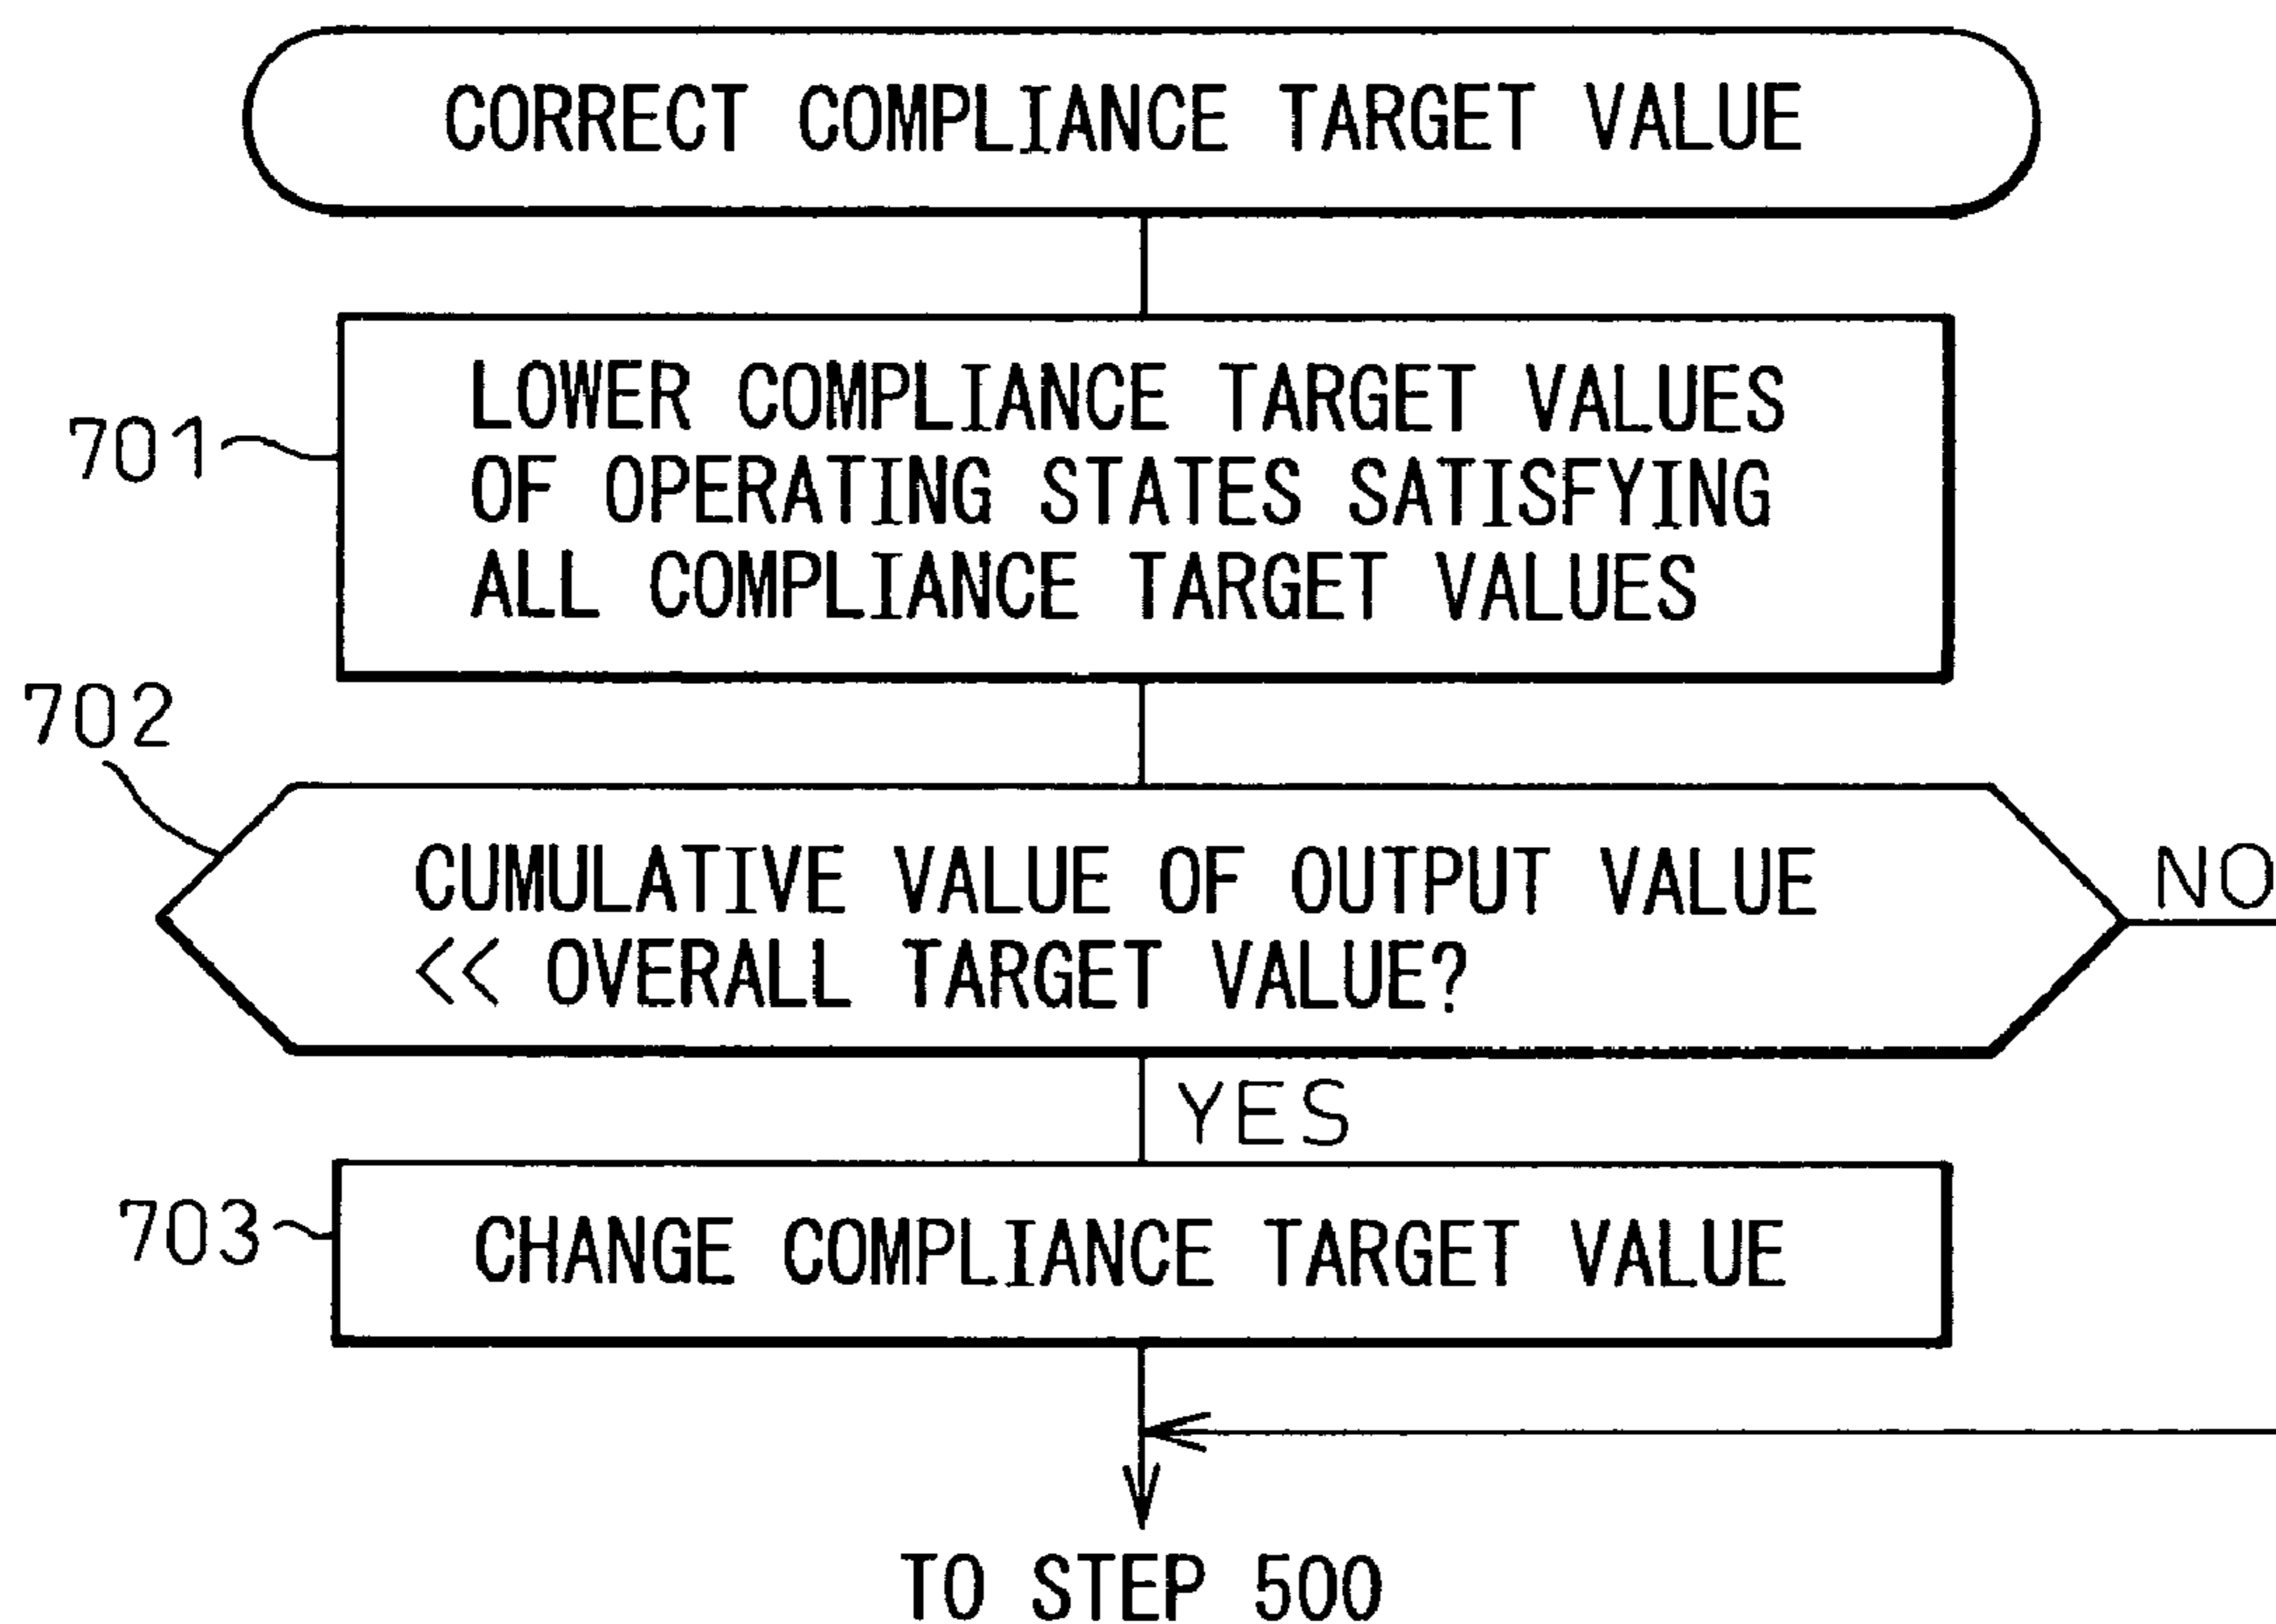 CORRECT COMPLIANCE TARGET VALUE
701
LOWER COMPLIANCE TARGET VALUES
OF OPERATING STATES SATISFYING
ALL COMPLIANCE TARGET VALUES
702
CUMULATIVE VALUE OF OUTPUT VALUE
<< OVERALL TARGET VALUE?
NO
YES
703
CHANGE COMPLIANCE TARGET VALUE
TO STEP 500